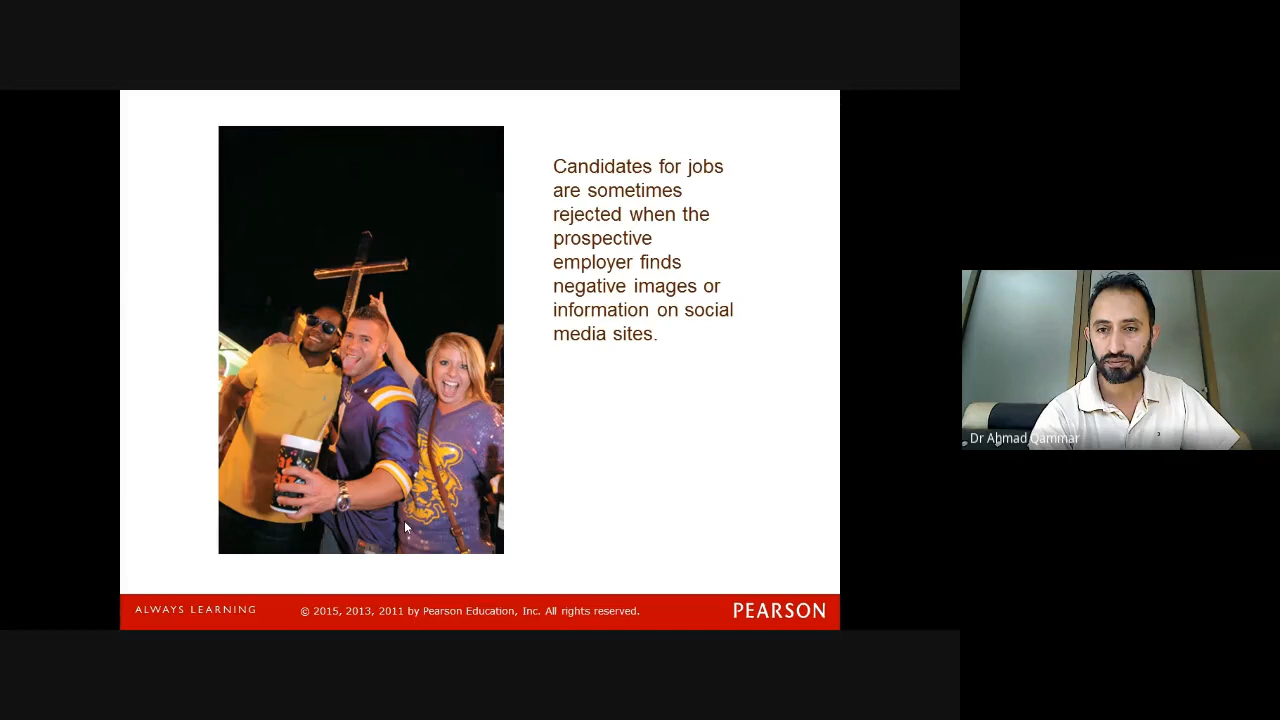 Candidates for jobs
are sometimes
rejected when the
prospective
employer finds
negative images or
information on social
media sites.
Dr Ahmad Qammar
ALWAYS LEARNING
© 2015, 2013, 2011 by Pearson Education, Inc. All rights reserved.
PEARSON